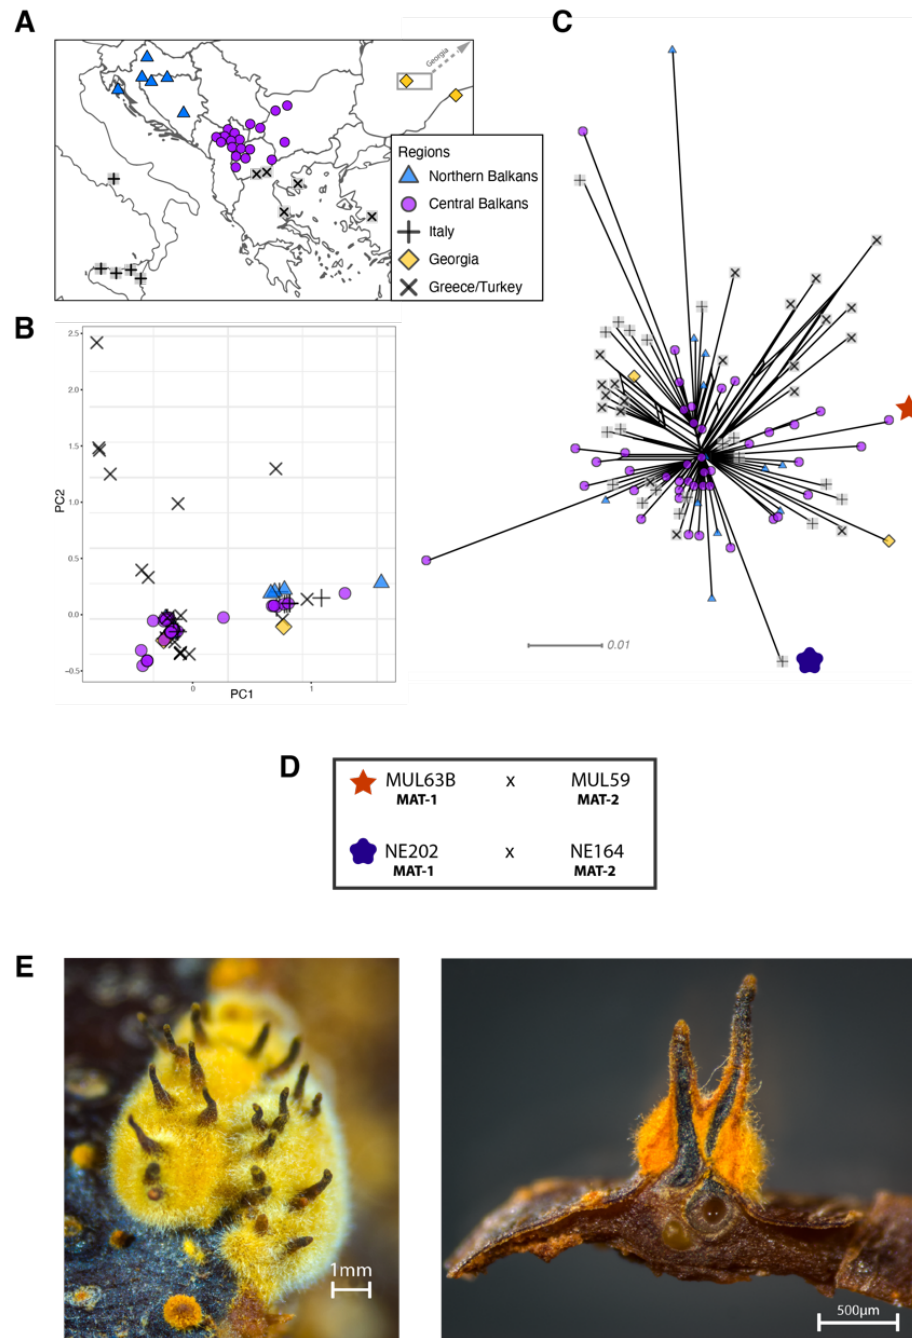 A
Georgia
Regions
Northern Balkans
Central Balkans
Italy
Georgia
Greece/Turkey
B
2.5
2.0
1.5
1.0
0.5
0.0
−0.5
PC2
0
1
PC1
C
0.01
D
MUL63B x MUL59
MAT-1 MAT-2
NE202 x NE164
MAT-1 MAT-2
E
1mm
500µm